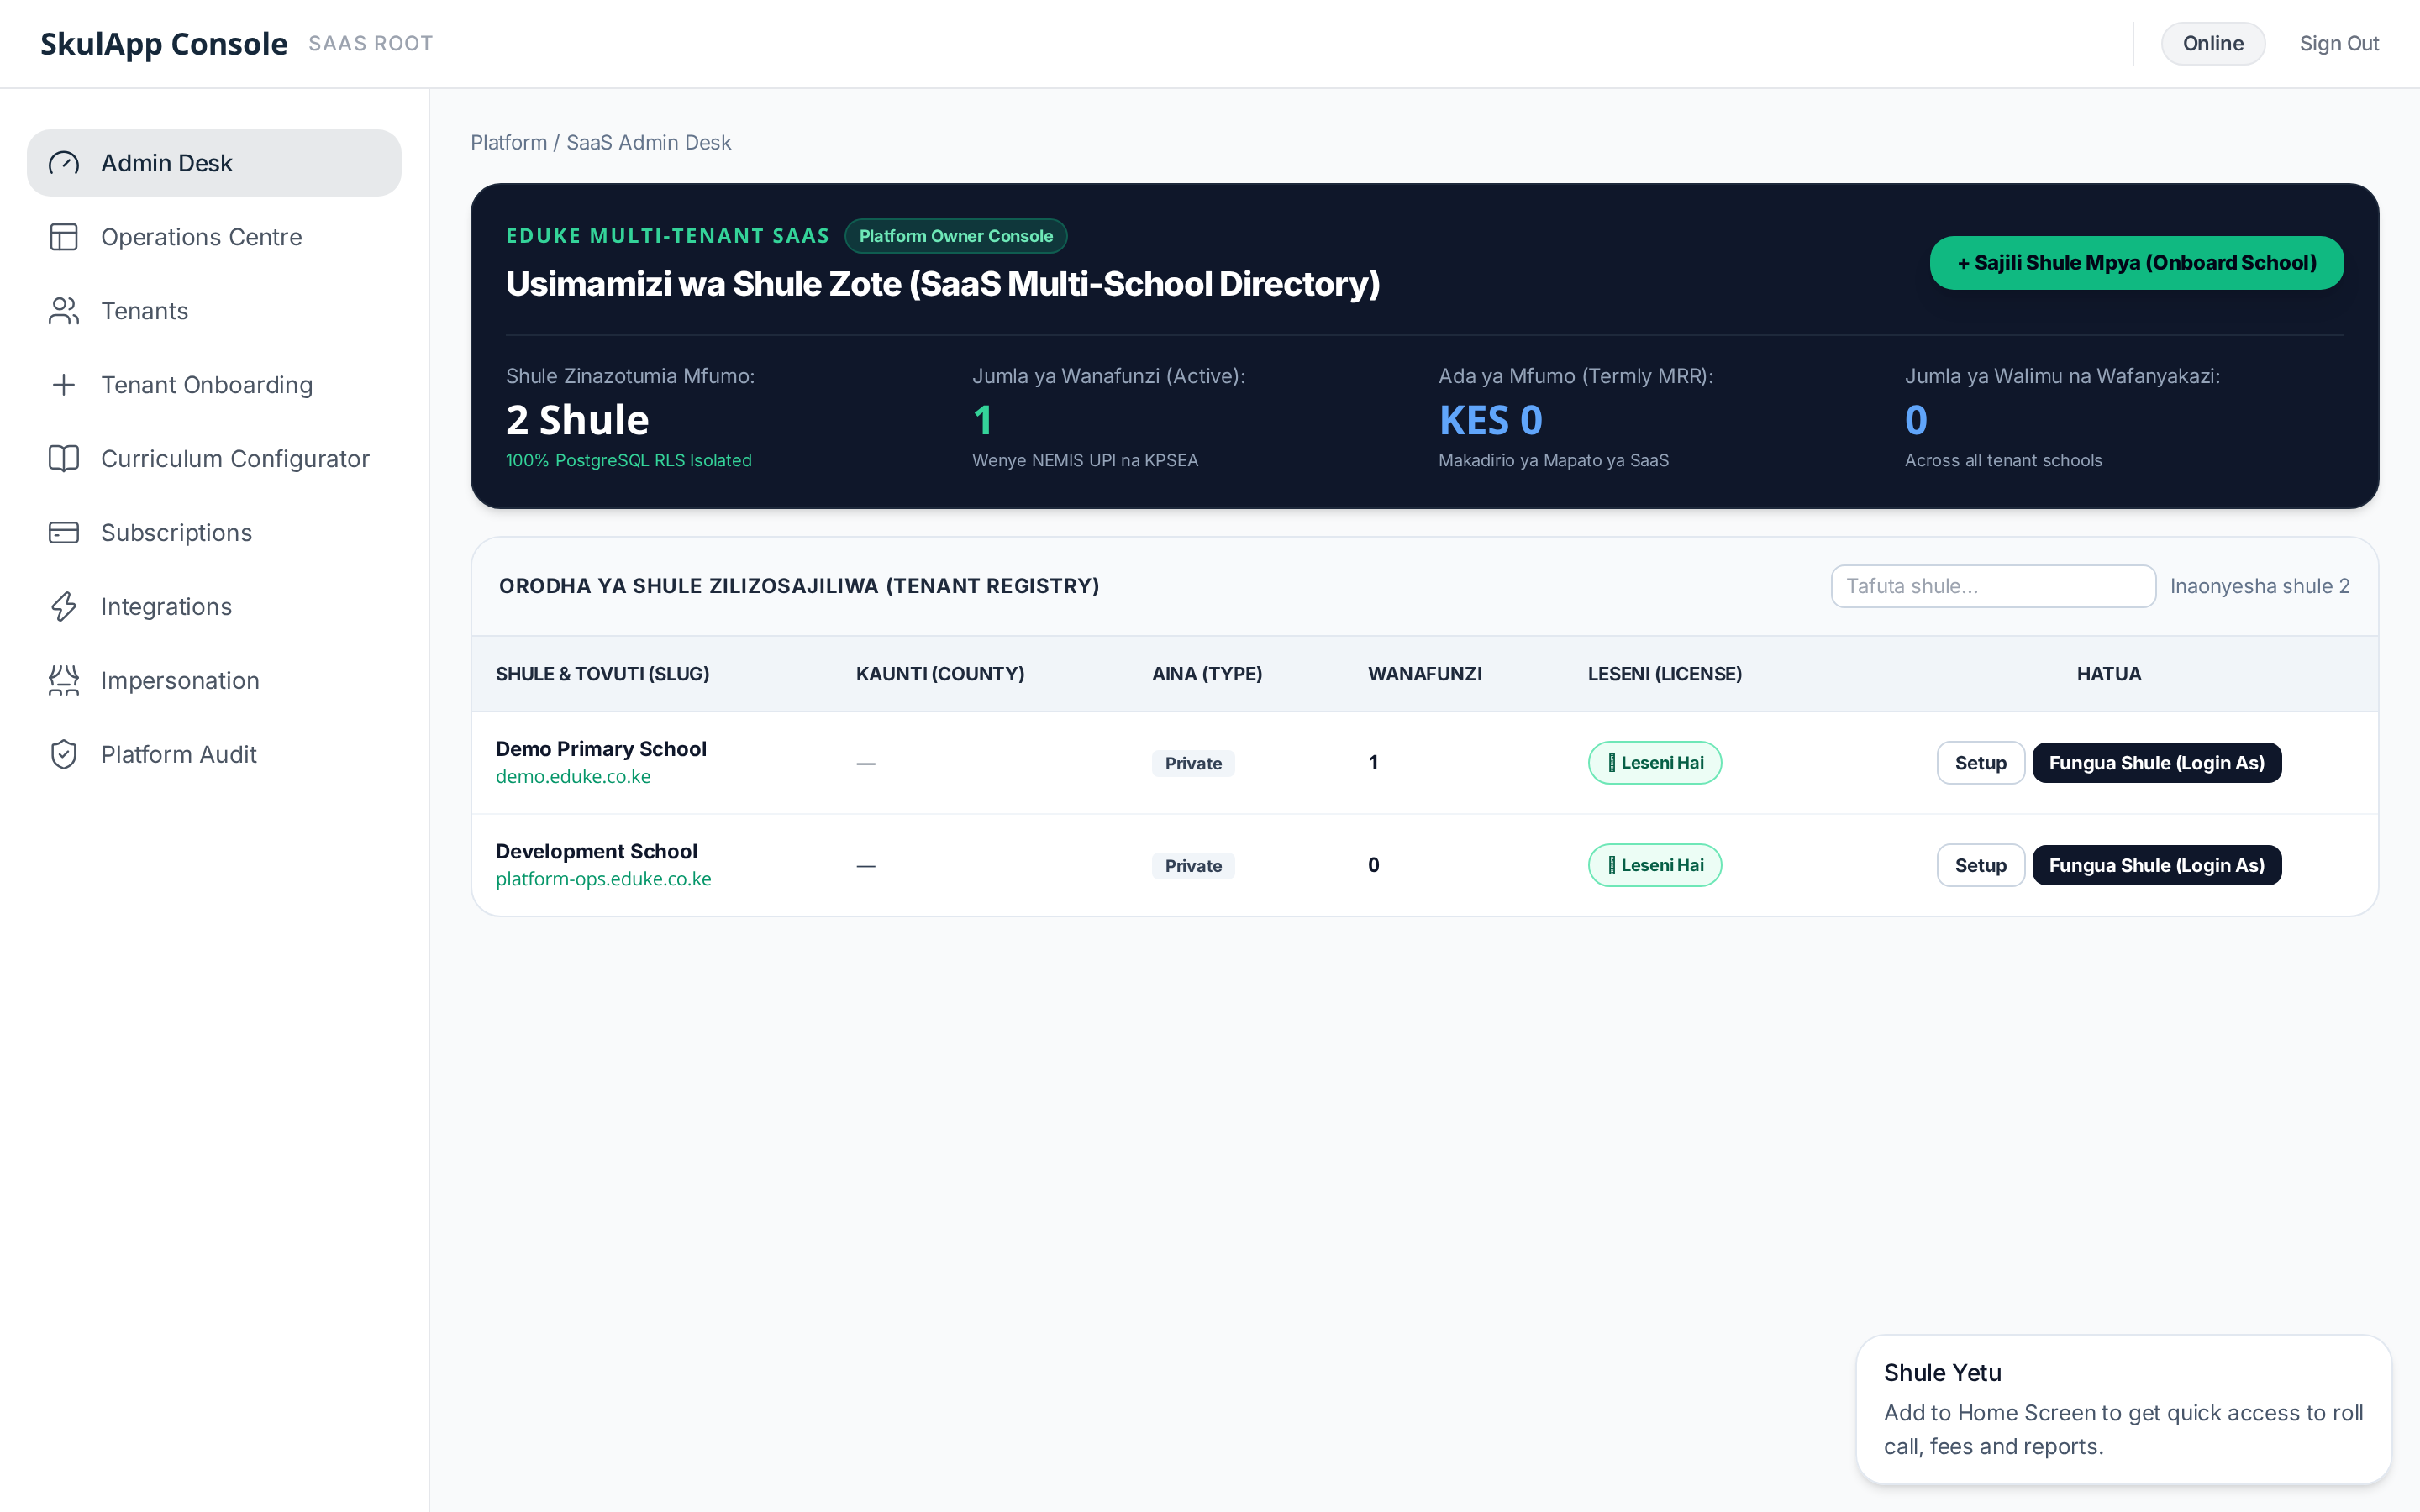 SkulApp Console SAAS ROOT
Online
Sign Out
Admin Desk
Operations Centre
Tenants
Tenant Onboarding
Curriculum Configurator
Subscriptions
Integrations
Impersonation
Platform Audit
Platform / SaaS Admin Desk
EDUKE MULTI-TENANT SAAS Platform Owner Console
Usimamizi wa Shule Zote (SaaS Multi-School Directory)
+ Sajili Shule Mpya (Onboard School)
Shule Zinazotumia Mfumo:
2 Shule
100% PostgreSQL RLS Isolated
Jumla ya Wanafunzi (Active):
1
Wenye NEMIS UPI na KPSEA
Ada ya Mfumo (Termly MRR):
KES 0
Makadirio ya Mapato ya SaaS
Jumla ya Walimu na Wafanyakazi:
0
Across all tenant schools
ORODHA YA SHULE ZILIZOSAJILIWA (TENANT REGISTRY)
Tafuta shule...
Inaonyesha shule 2
SHULE & TOVUTI (SLUG) KAUNTI (COUNTY) AINA (TYPE) WANAFUNZI LESENI (LICENSE) HATUA
Demo Primary School
demo.eduke.co.ke
— Private 1 Leseni Hai Setup Fungua Shule (Login As)
Development School
platform-ops.eduke.co.ke
— Private 0 Leseni Hai Setup Fungua Shule (Login As)
Shule Yetu
Add to Home Screen to get quick access to roll
call, fees and reports.